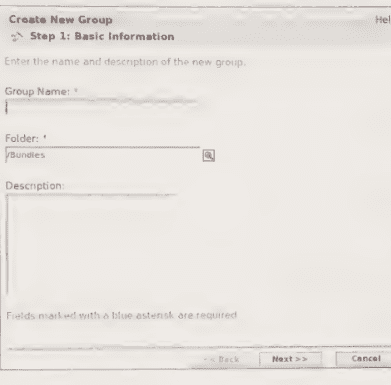 Create New Group
Hel
Step 1: Basic Information
Enter the name and description of the new group.
Group Name: *
Folder: *
/Bundles
Description:
Fields marked with a blue asterisk are required
<< Back
Next >>
Cancel